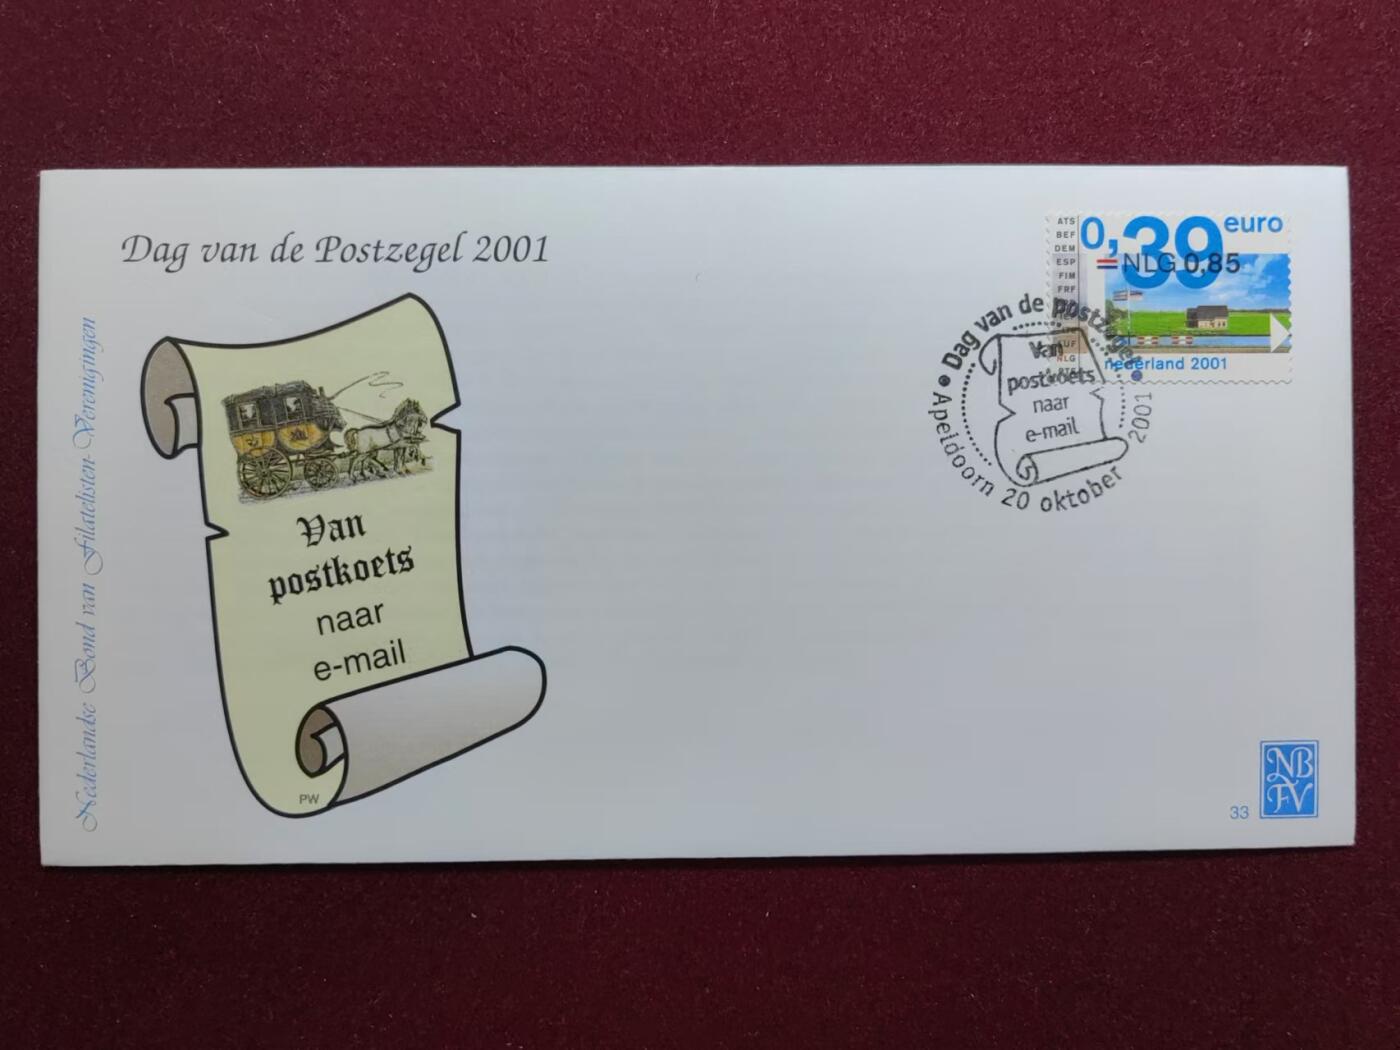 Dag van de Postzegel 2001
Nederlandse Bond van Filatelisten-Verenigingen
Van
postkoets
naar
e-mail
PW
ATS
BEF
DEM
ESP
FIM
FRF
0,39 euro
=NLG 0,85
NLG
nederland 2001
Dag van de postzegel
Van
postkoets
naar
e-mail
Apeldoorn 20 oktober 2001
33
NB
FV